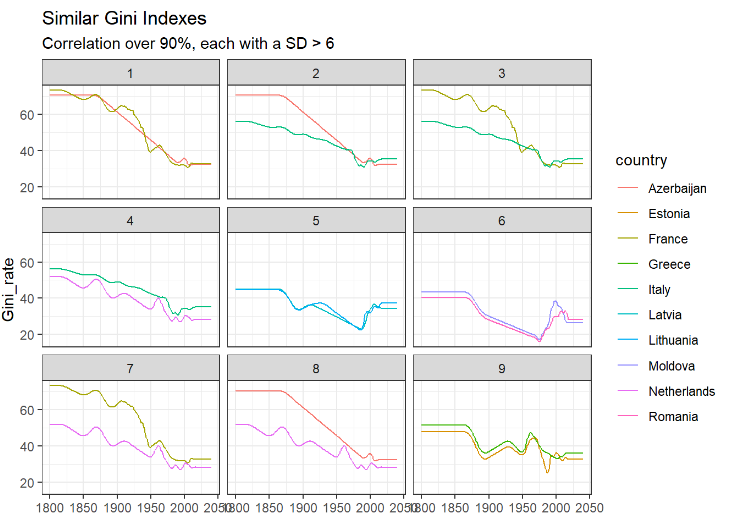 Similar Gini Indexes
Correlation over 90%, each with a SD > 6
1 2 3
60
40
20
4 5 6
60
40
20
7 8 9
60
40
20
1800 1850 1900 1950 2000 2050 1800 1850 1900 1950 2000 2050 1800 1850 1900 1950 2000 2050
Gini_rate
country
Azerbaijan
Estonia
France
Greece
Italy
Latvia
Lithuania
Moldova
Netherlands
Romania